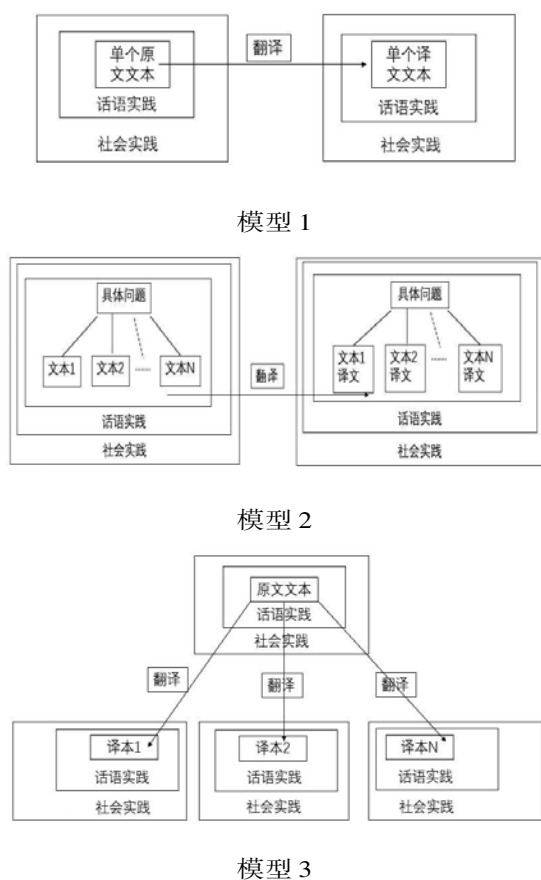 单个原
文文本
翻译
单个译
文文本
话语实践
话语实践
社会实践
社会实践
模型 1
具体问题
具体问题
文本1
文本2
......
文本N
翻译
文本1
译文
文本2
译文
......
文本N
译文
话语实践
话语实践
社会实践
社会实践
模型 2
原文文本
话语实践
社会实践
翻译
翻译
翻译
译本1
译本2
译本N
话语实践
话语实践
话语实践
社会实践
社会实践
社会实践
模型 3